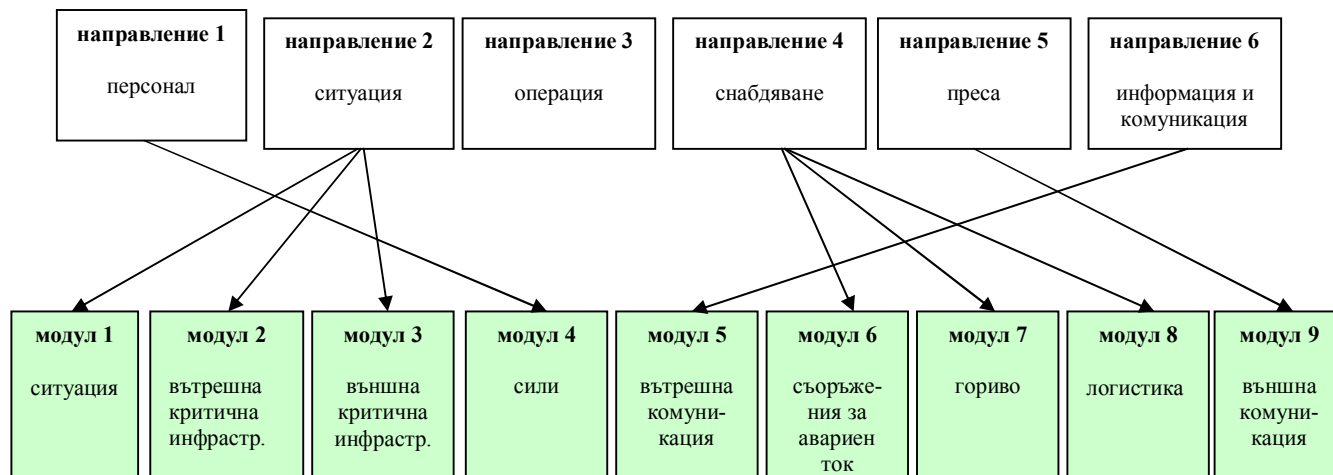 направление 1
персонал
направление 2
ситуация
направление 3
операция
направление 4
снабдяване
направление 5
преса
направление 6
информация и
комуникация
модул 1
ситуация
модул 2
вътрешна
критична
инфрастр.
модул 3
външна
критична
инфрастр.
модул 4
сили
модул 5
вътрешна
комуни-
кация
модул 6
съоръже-
ния за
авариен
ток
модул 7
гориво
модул 8
логистика
модул 9
външна
комуни-
кация